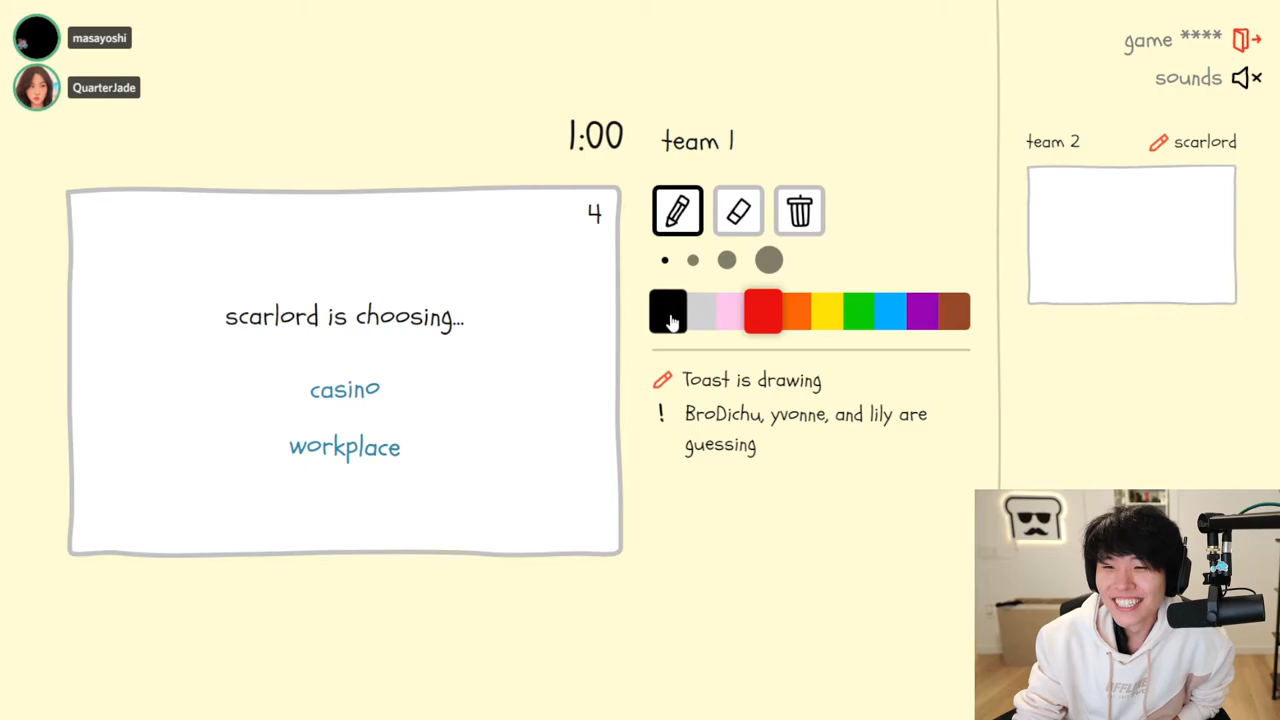 masayoshi
QuarterJade
game ****
sounds
1:00
team 1
team 2
scarlord
4
scarlord is choosing...
casino
workplace
Toast is drawing
! BroDichu, yvonne, and lily are
guessing
OFFLINE